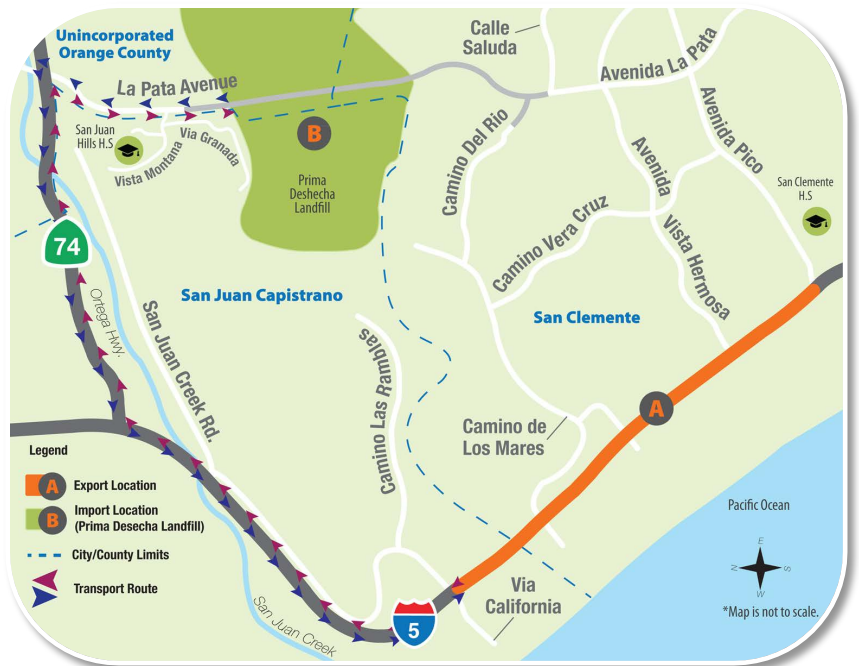 Unincorporated
Orange County
Calle
Saluda
Avenida La Pata
La Pata Avenue
Avenida Pico
San Juan
Hills H.S
Via Granada
Vista Montana
B
Prima
Deshecha
Landfill
Camino Del Rio
Avenida
Vista Hermosa
San Clemente
H.S
Camino Vera Cruz
74
San Juan Capistrano
San Clemente
Ortega Hwy.
San Juan Creek Rd.
Camino Las Ramblas
A
Camino de
Los Mares
Legend
A
Export Location
B
Import Location
(Prima Desecha Landfill)
City/County Limits
Transport Route
Pacific Ocean
E
N
S
W
*Map is not to scale.
Via
California
5
San Juan Creek